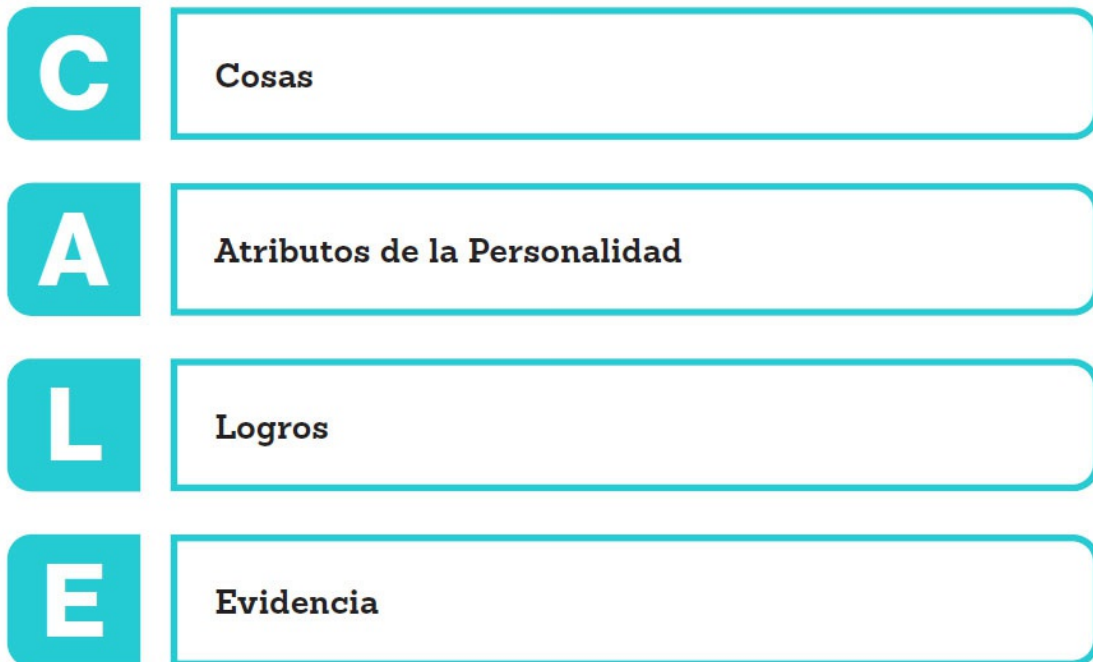 C
Cosas
A
Atributos de la Personalidad
L
Logros
E
Evidencia